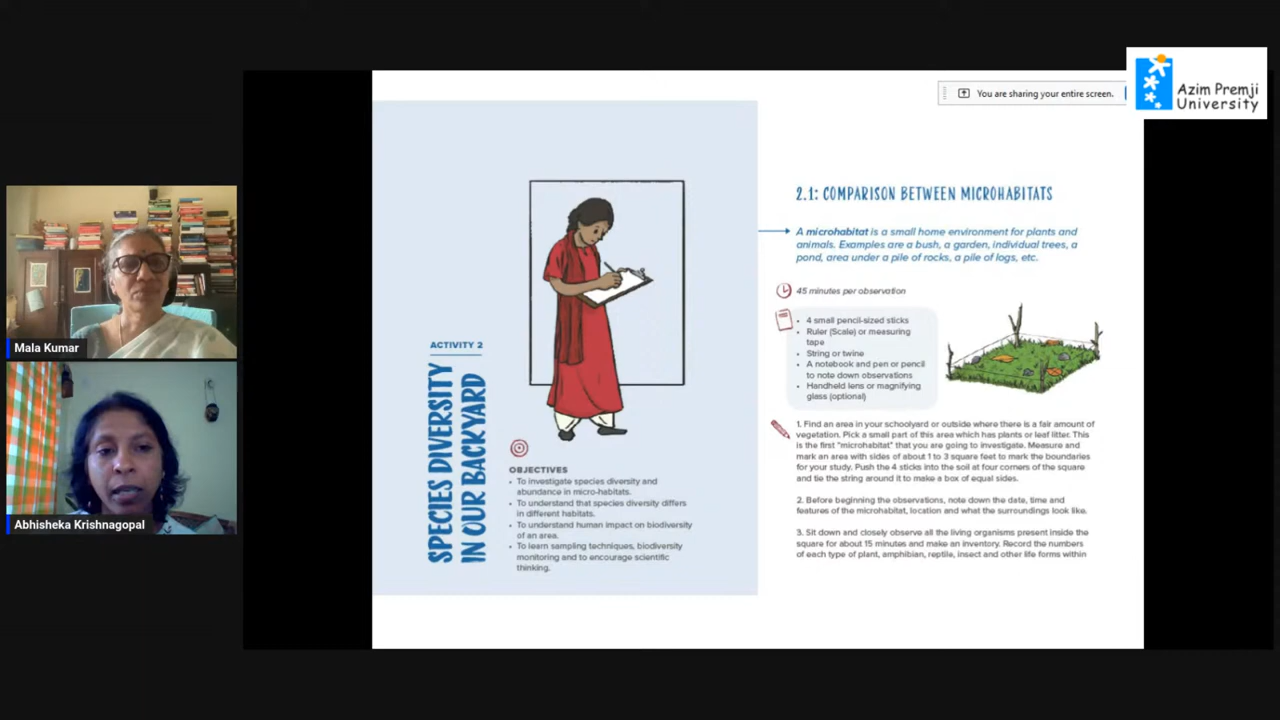 You are sharing your entire screen.
Azim Premji
University
Mala Kumar
Abhisheka Krishnagopal
ACTIVITY 2
SPECIES DIVERSITY
IN OUR BACKYARD
OBJECTIVES
• To investigate species diversity and
abundance in micro-habitats.
• To understand that species diversity differs
in different habitats.
• To understand human impact on biodiversity
of an area.
• To learn sampling techniques, biodiversity
monitoring and to encourage scientific
thinking.
2.1: COMPARISON BETWEEN MICROHABITATS
A microhabitat is a small home environment for plants and
animals. Examples are a bush, a garden, individual trees, a
pond, area under a pile of rocks, a pile of logs, etc.
45 minutes per observation
• 4 small pencil-sized sticks
• Ruler (Scale) or measuring
tape
• String or twine
• A notebook and pen or pencil
to note down observations
• Handheld lens or magnifying
glass (optional)
1. Find an area in your schoolyard or outside where there is a fair amount of
vegetation. Pick a small part of this area which has plants or leaf litter. This
is the first "microhabitat" that you are going to investigate. Measure and
mark an area with sides of about 1 to 3 square feet to mark the boundaries
for your study. Push the 4 sticks into the soil at four corners of the square
and tie the string around it to make a box of equal sides.
2. Before beginning the observations, note down the date, time and
features of the microhabitat, location and what the surroundings look like.
3. Sit down and closely observe all the living organisms present inside the
square for about 15 minutes and make an inventory. Record the numbers
of each type of plant, amphibian, reptile, insect and other life forms within